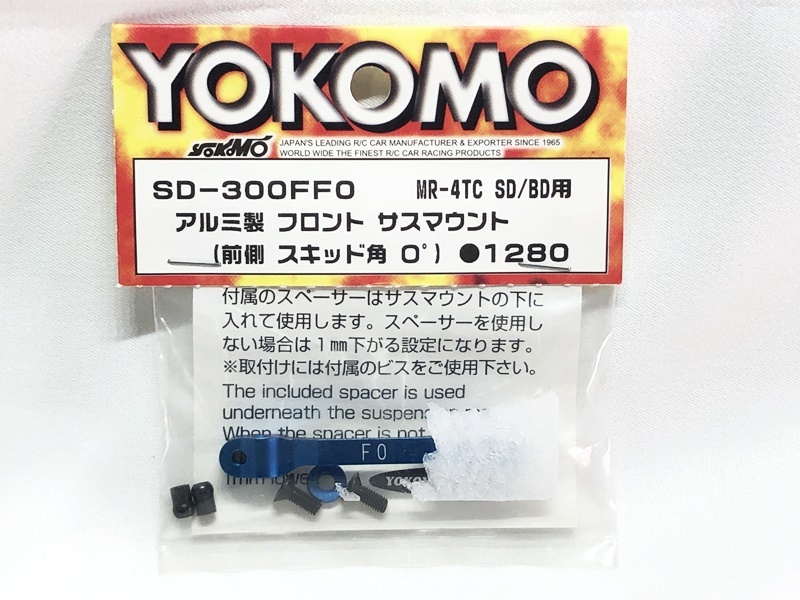 YOKOMO
YOKOMO
JAPAN'S LEADING R/C CAR MANUFACTURER & EXPORTER SINCE 1965
WORLD WIDE THE FINEST R/C CAR RACING PRODUCTS
SD-300FF0 MR-4TC SD/BD用
アルミ製 フロント サスマウント
(前側 スキッド角 0°) ●1280
付属のスペーサーはサスマウントの下に
入れて使用します。スペーサーを使用し
ない場合は1mm下がる設定になります。
※取付けには付属のビスをご使用下さい。
The included spacer is used
underneath the
When the spacer is not
F0
1mm